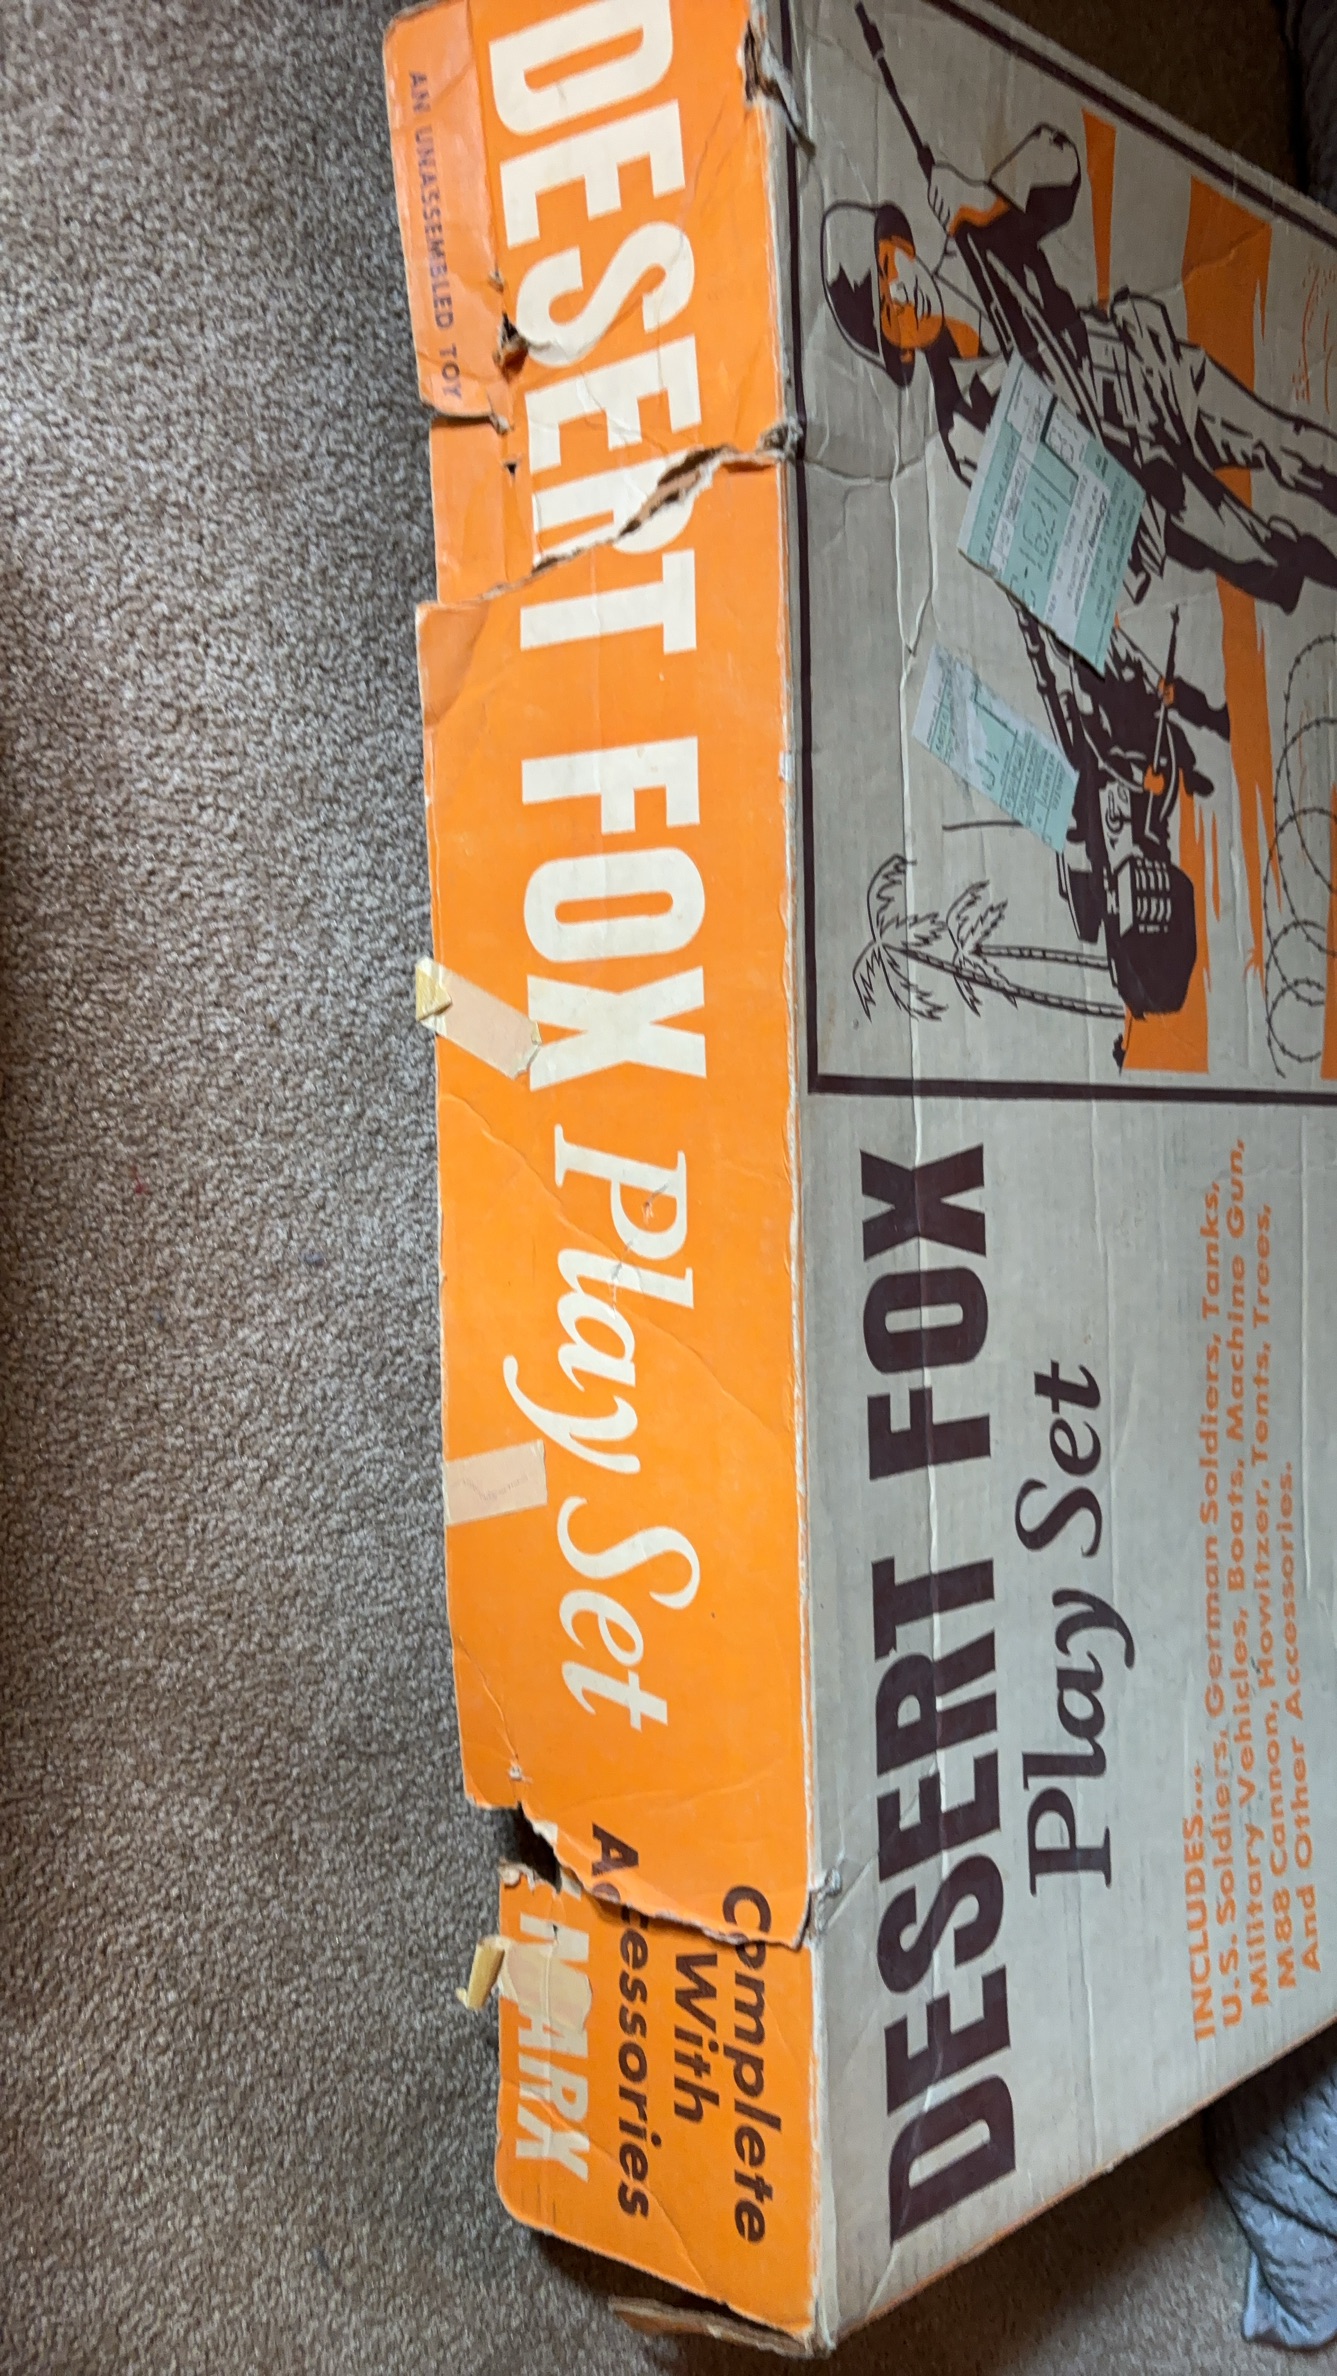 AN UNASSEMBLED TOY
DESERT FOX Play Set
Complete
With
Accessories
MARX
DESERT FOX
Play Set
INCLUDES...
U.S. Soldiers, German Soldiers, Tanks,
Military Vehicles, Boats, Machine Gun,
M88 Cannon, Howitzer, Tents, Trees,
And Other Accessories.